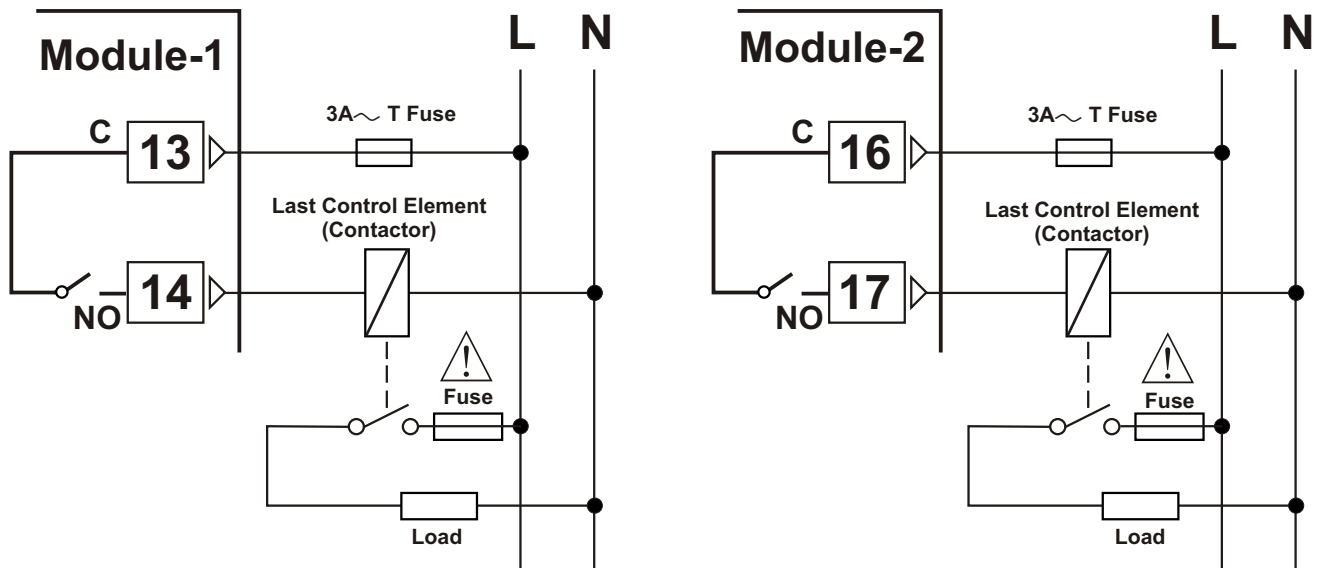 Module-1
L N
3A～ T Fuse
C
13
Last Control Element
(Contactor)
14
NO
Fuse
Load
Module-2
L N
3A～ T Fuse
C
16
Last Control Element
(Contactor)
17
NO
Fuse
Load